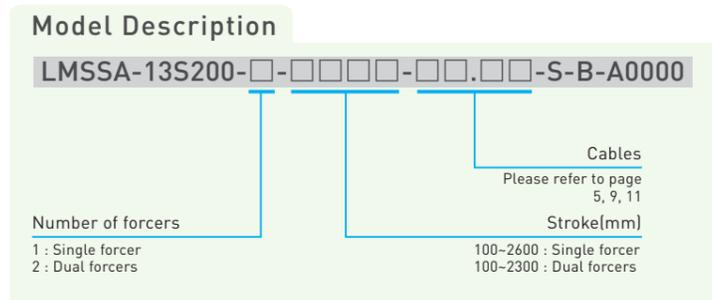 Model Description
LMSSA-13S200-□-□□□□-□□.□□-S-B-A0000
Cables
Please refer to page
5, 9, 11
Number of forcers
Stroke(mm)
1 : Single forcer
100~2600 : Single forcer
2 : Dual forcers
100~2300 : Dual forcers